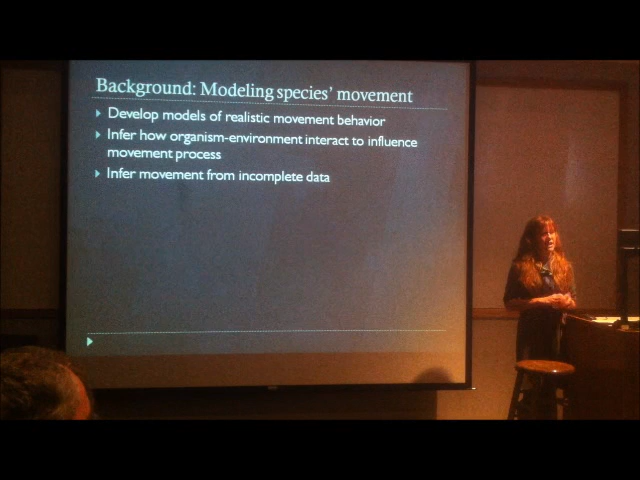 Background: Modeling species' movement
Develop models of realistic movement behavior
Infer how organism-environment interact to influence
movement process
Infer movement from incomplete data